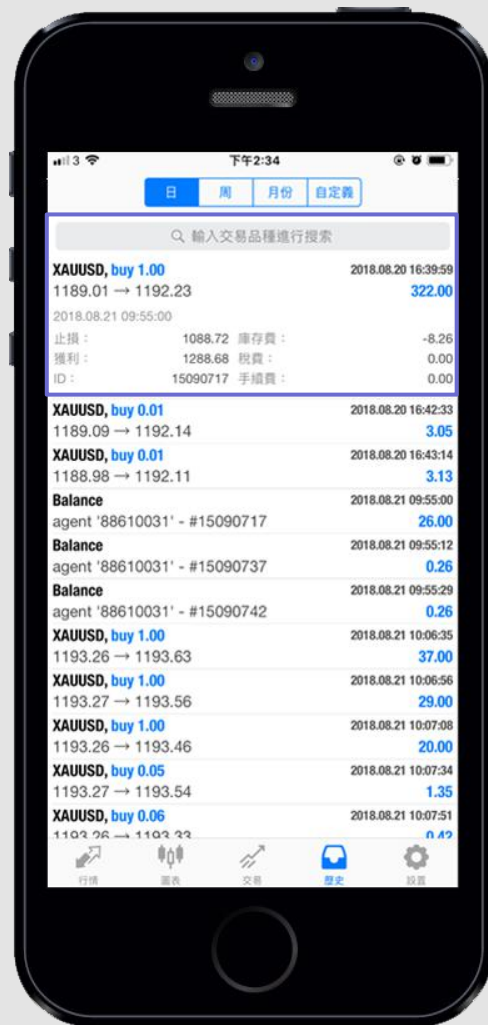 3 下午2:34
日 周 月份 自定義
輸入交易品種進行搜索
XAUUSD, buy 1.00 2018.08.20 16:39:59
1189.01 → 1192.23 322.00
2018.08.21 09:55:00
止損： 1088.72 庫存費： -8.26
獲利： 1288.68 稅費： 0.00
ID： 15090717 手續費： 0.00
XAUUSD, buy 0.01 2018.08.20 16:42:33
1189.09 → 1192.14 3.05
XAUUSD, buy 0.01 2018.08.20 16:43:14
1188.98 → 1192.11 3.13
Balance 2018.08.21 09:55:00
agent '88610031' - #15090717 26.00
Balance 2018.08.21 09:55:12
agent '88610031' - #15090737 0.26
Balance 2018.08.21 09:55:29
agent '88610031' - #15090742 0.26
XAUUSD, buy 1.00 2018.08.21 10:06:35
1193.26 → 1193.63 37.00
XAUUSD, buy 1.00 2018.08.21 10:06:56
1193.27 → 1193.56 29.00
XAUUSD, buy 1.00 2018.08.21 10:07:08
1193.26 → 1193.46 20.00
XAUUSD, buy 0.05 2018.08.21 10:07:34
1193.27 → 1193.54 1.35
XAUUSD, buy 0.06 2018.08.21 10:07:51
1193.26 → 1193.33 0.42
行情 圖表 交易 歷史 設置